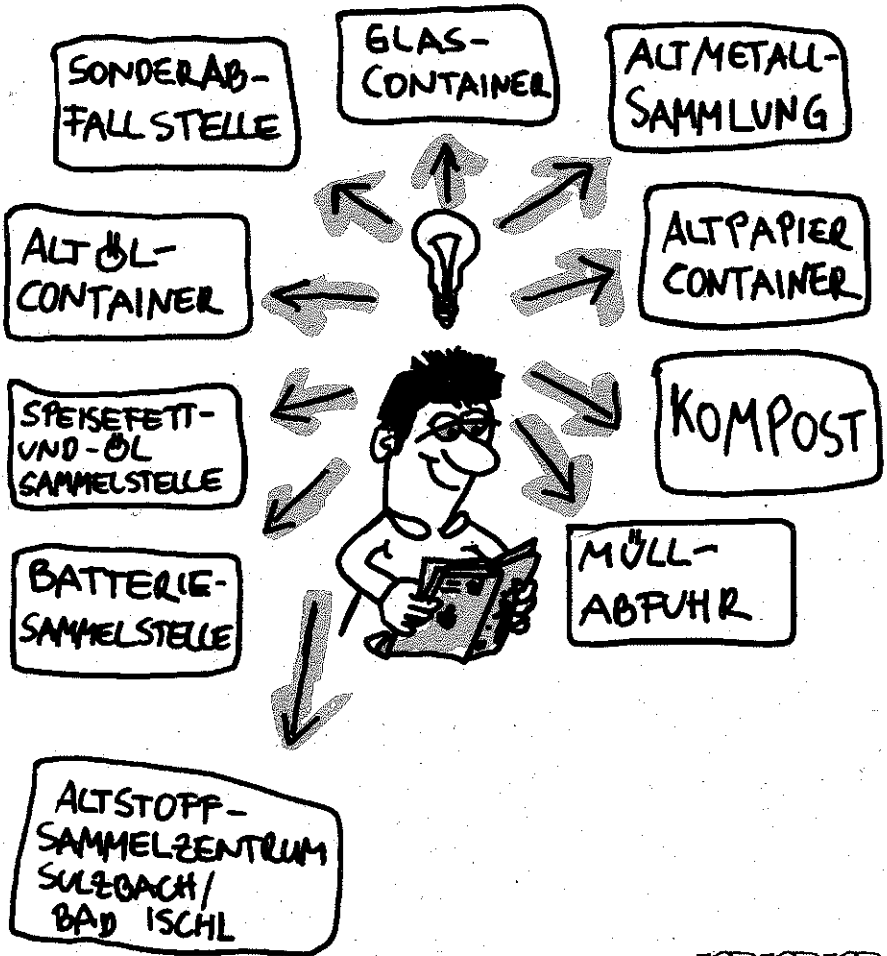 SONDERAB-
FALLSTELLE
GLAS-
CONTAINER
ALTMETALL-
SAMMLUNG
ALTÖL-
CONTAINER
ALTPAPIER
CONTAINER
SPEISEFETT-
UND-ÖL
SAMMELSTELLE
KOMPOST
BATTERIE-
SAMMELSTELLE
MÜLL-
ABFUHR
ALTSTOFF-
SAMMELZENTRUM
SULZBACH/
BAD ISCHL